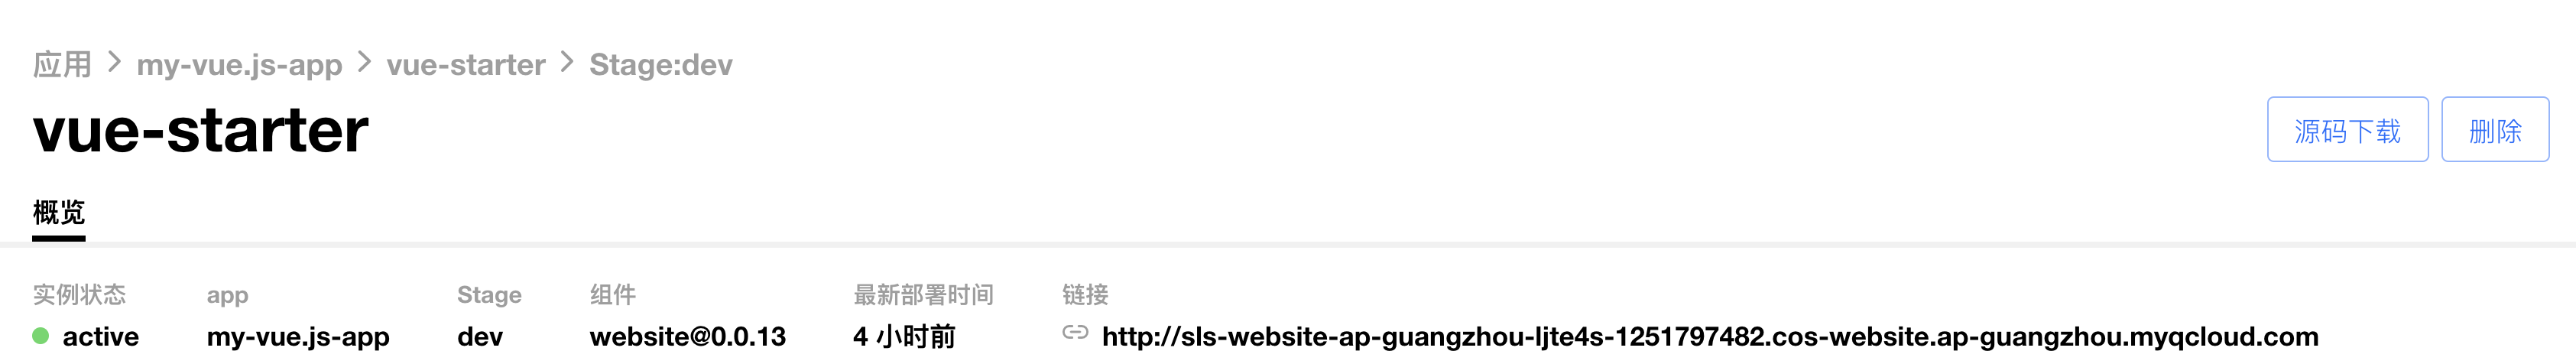 应用 > my-vue.js-app > vue-starter > Stage:dev
vue-starter
源码下载 删除
概览
实例状态 app Stage 组件 最新部署时间 链接
active my-vue.js-app dev website@0.0.13 4 小时前 http://sls-website-ap-guangzhou-ljte4s-1251797482.cos-website.ap-guangzhou.myqcloud.com